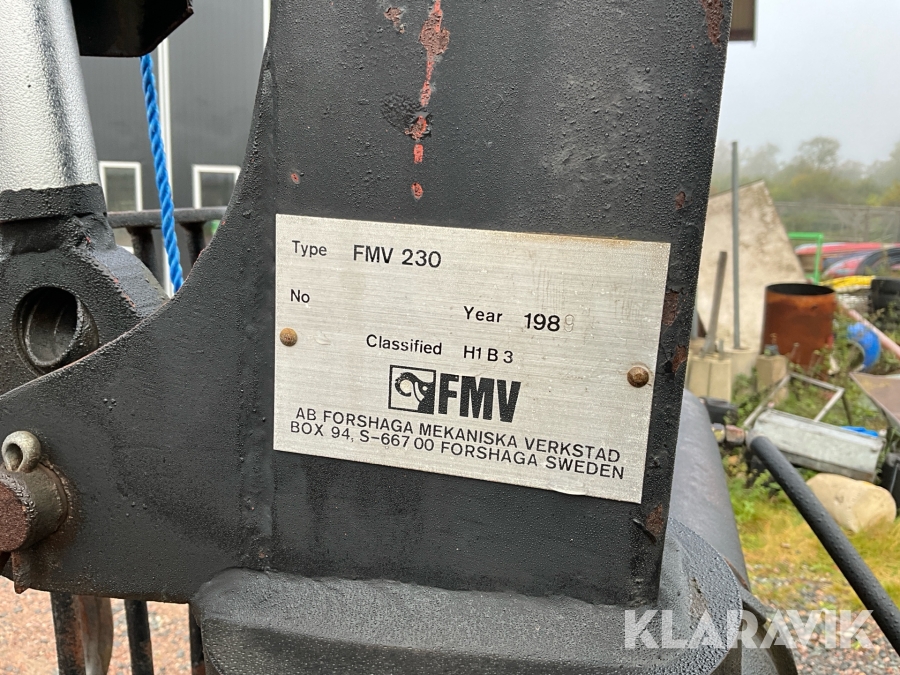 Type FMV 230
No
Year 1989
Classified H1 B 3
FMV
AB FORSHAGA MEKANISKA VERKSTAD
BOX 94, S-667 00 FORSHAGA SWEDEN
KLARAVIK